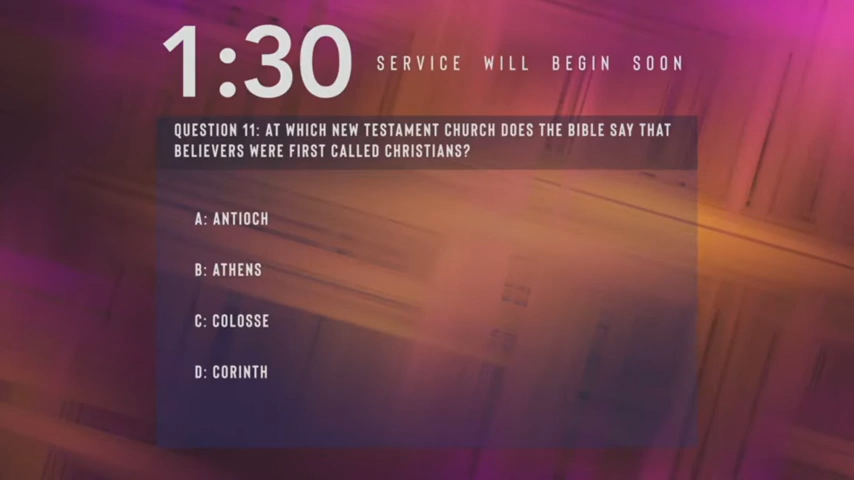 1:30 SERVICE WILL BEGIN SOON
QUESTION 11: AT WHICH NEW TESTAMENT CHURCH DOES THE BIBLE SAY THAT
BELIEVERS WERE FIRST CALLED CHRISTIANS?
A: ANTIOCH
B: ATHENS
C: COLOSSE
D: CORINTH